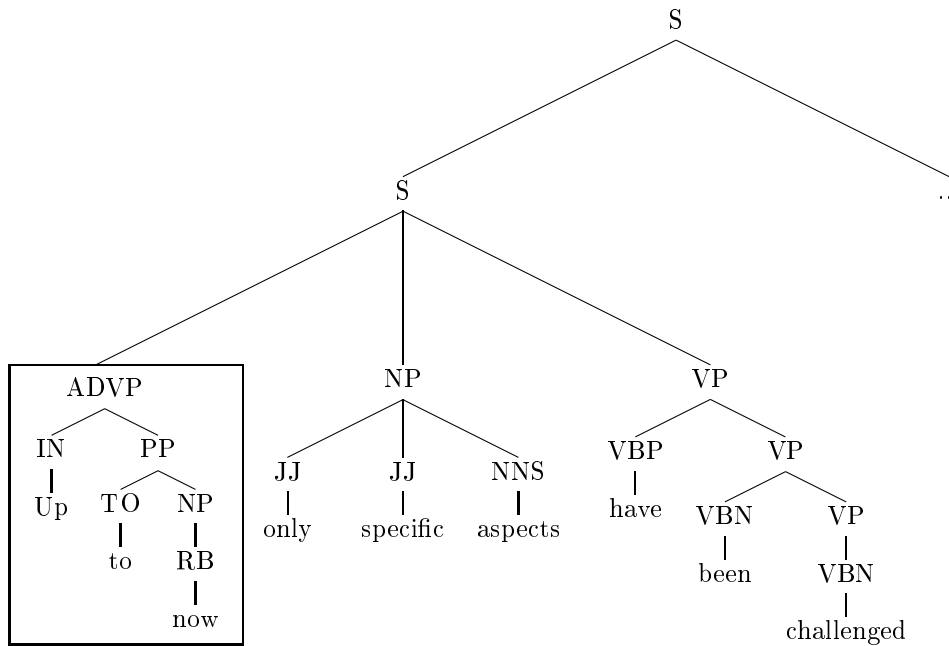 S
S ..
ADVP NP VP
IN PP JJ JJ NNS VBP VP
Up TO NP only specific aspects have VBN VP
to RB been VBN
now challenged